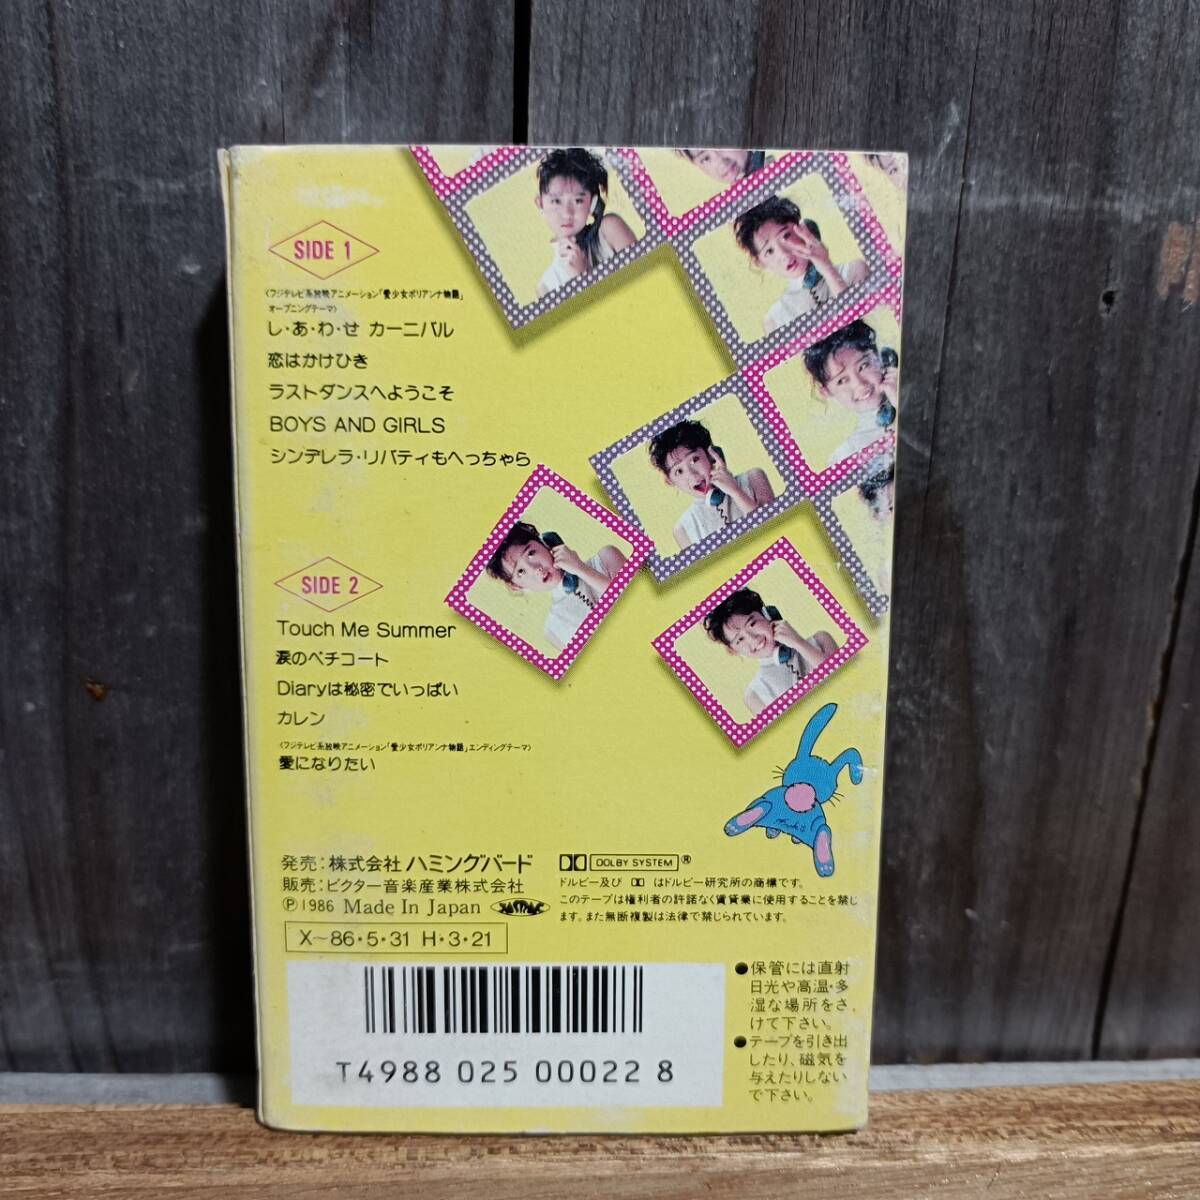 SIDE 1
〈フジテレビ系放映アニメーション「愛少女ポリアンナ物語」
オープニングテーマ〉
し・あ・わ・せ カーニバル
恋はかけひき
ラストダンスへようこそ
BOYS AND GIRLS
シンデレラ・リバティもへっちゃら
SIDE 2
Touch Me Summer
涙のペチコート
Diaryは秘密でいっぱい
カレン
〈フジテレビ系放映アニメーション「愛少女ポリアンナ物語」エンディングテーマ〉
愛になりたい
発売：株式会社 ハミングバード
販売：ビクター音楽産業株式会社
Ⓟ1986 Made In Japan
X〜86・5・31 H・3・21
DOLBY SYSTEM ®
ドルビー及び はドルビー研究所の商標です。
このテープは権利者の許諾なく賃貸業に使用することを禁じ
ます。また無断複製は法律で禁じられています。
T4988 025 00022 8
●保管には直射
日光や高温・多
湿な場所をさ
けて下さい。
●テープを引き出
したり、磁気を
与えたりしない
で下さい。